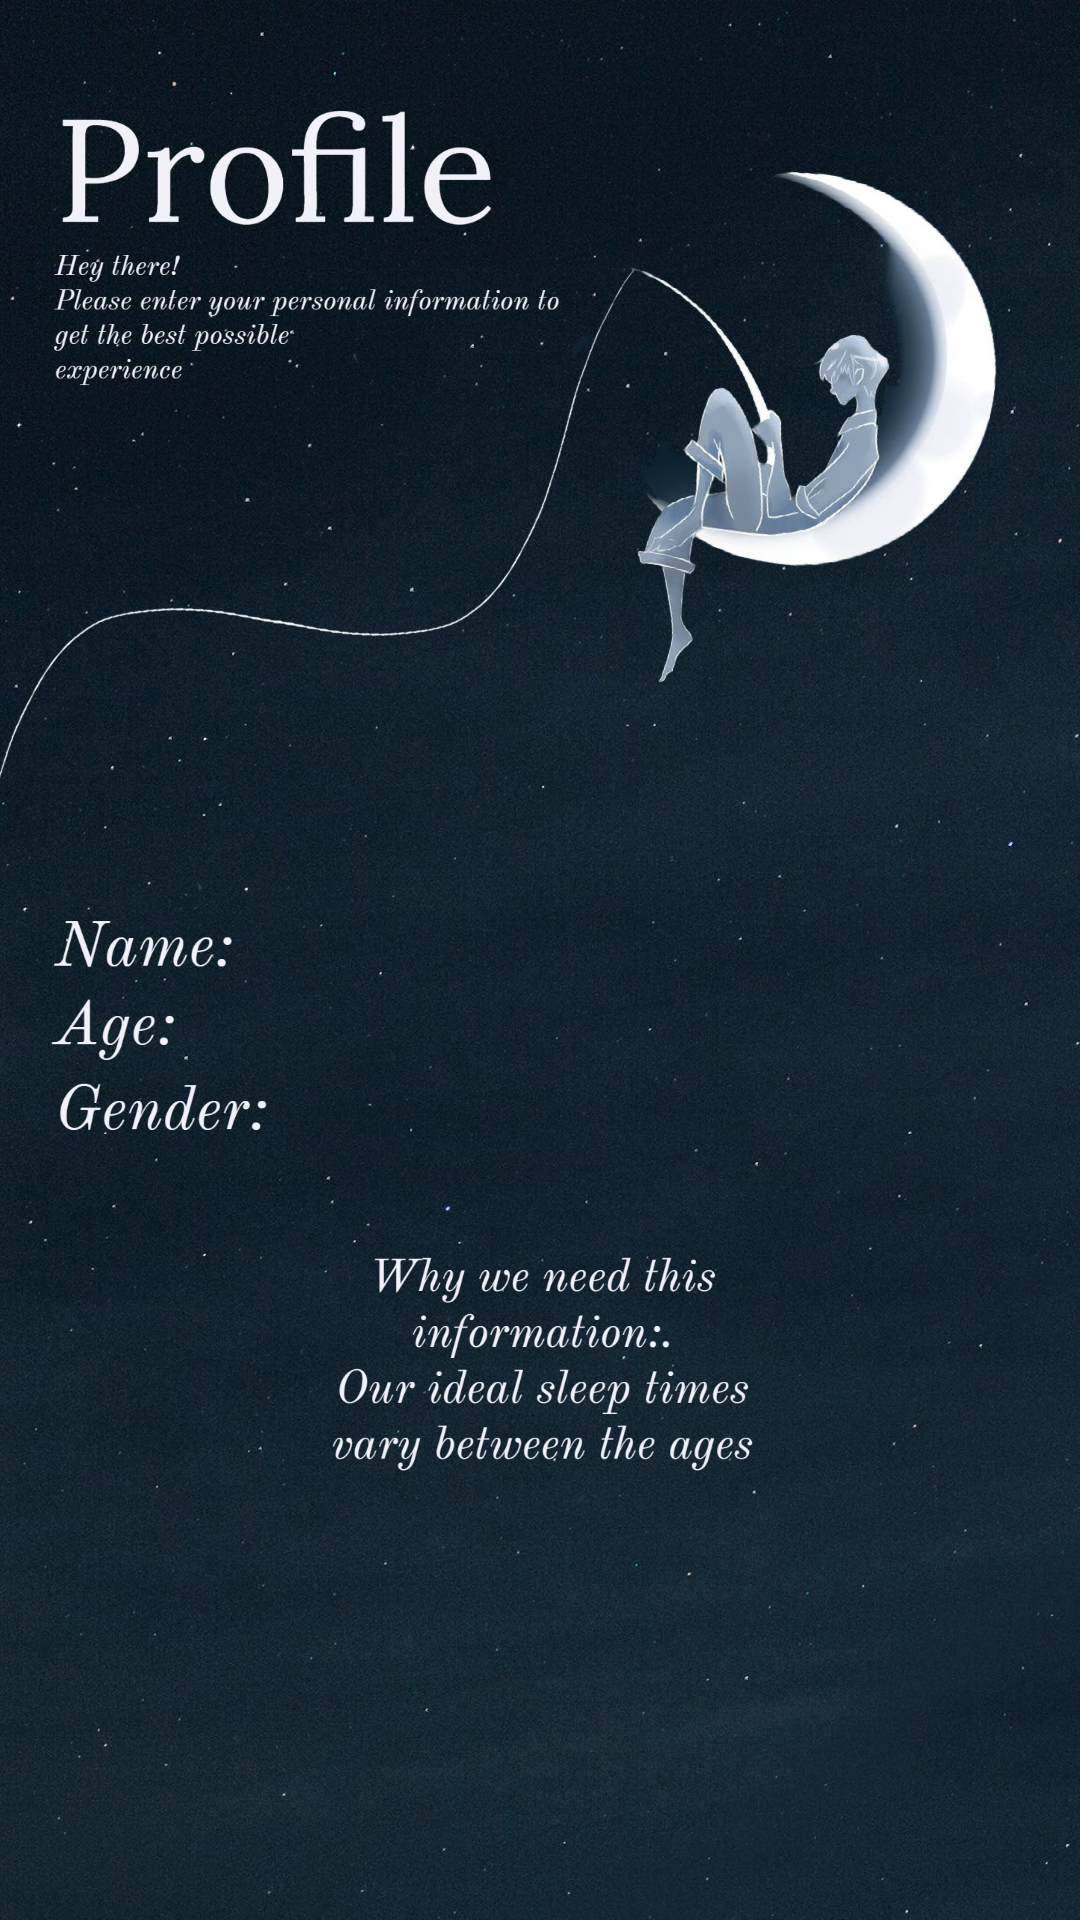 Profile
Hey there!
Please enter your personal information to
get the best possible
experience
Name:
Age:
Gender:
Why we need this
information:.
Our ideal sleep times
vary between the ages